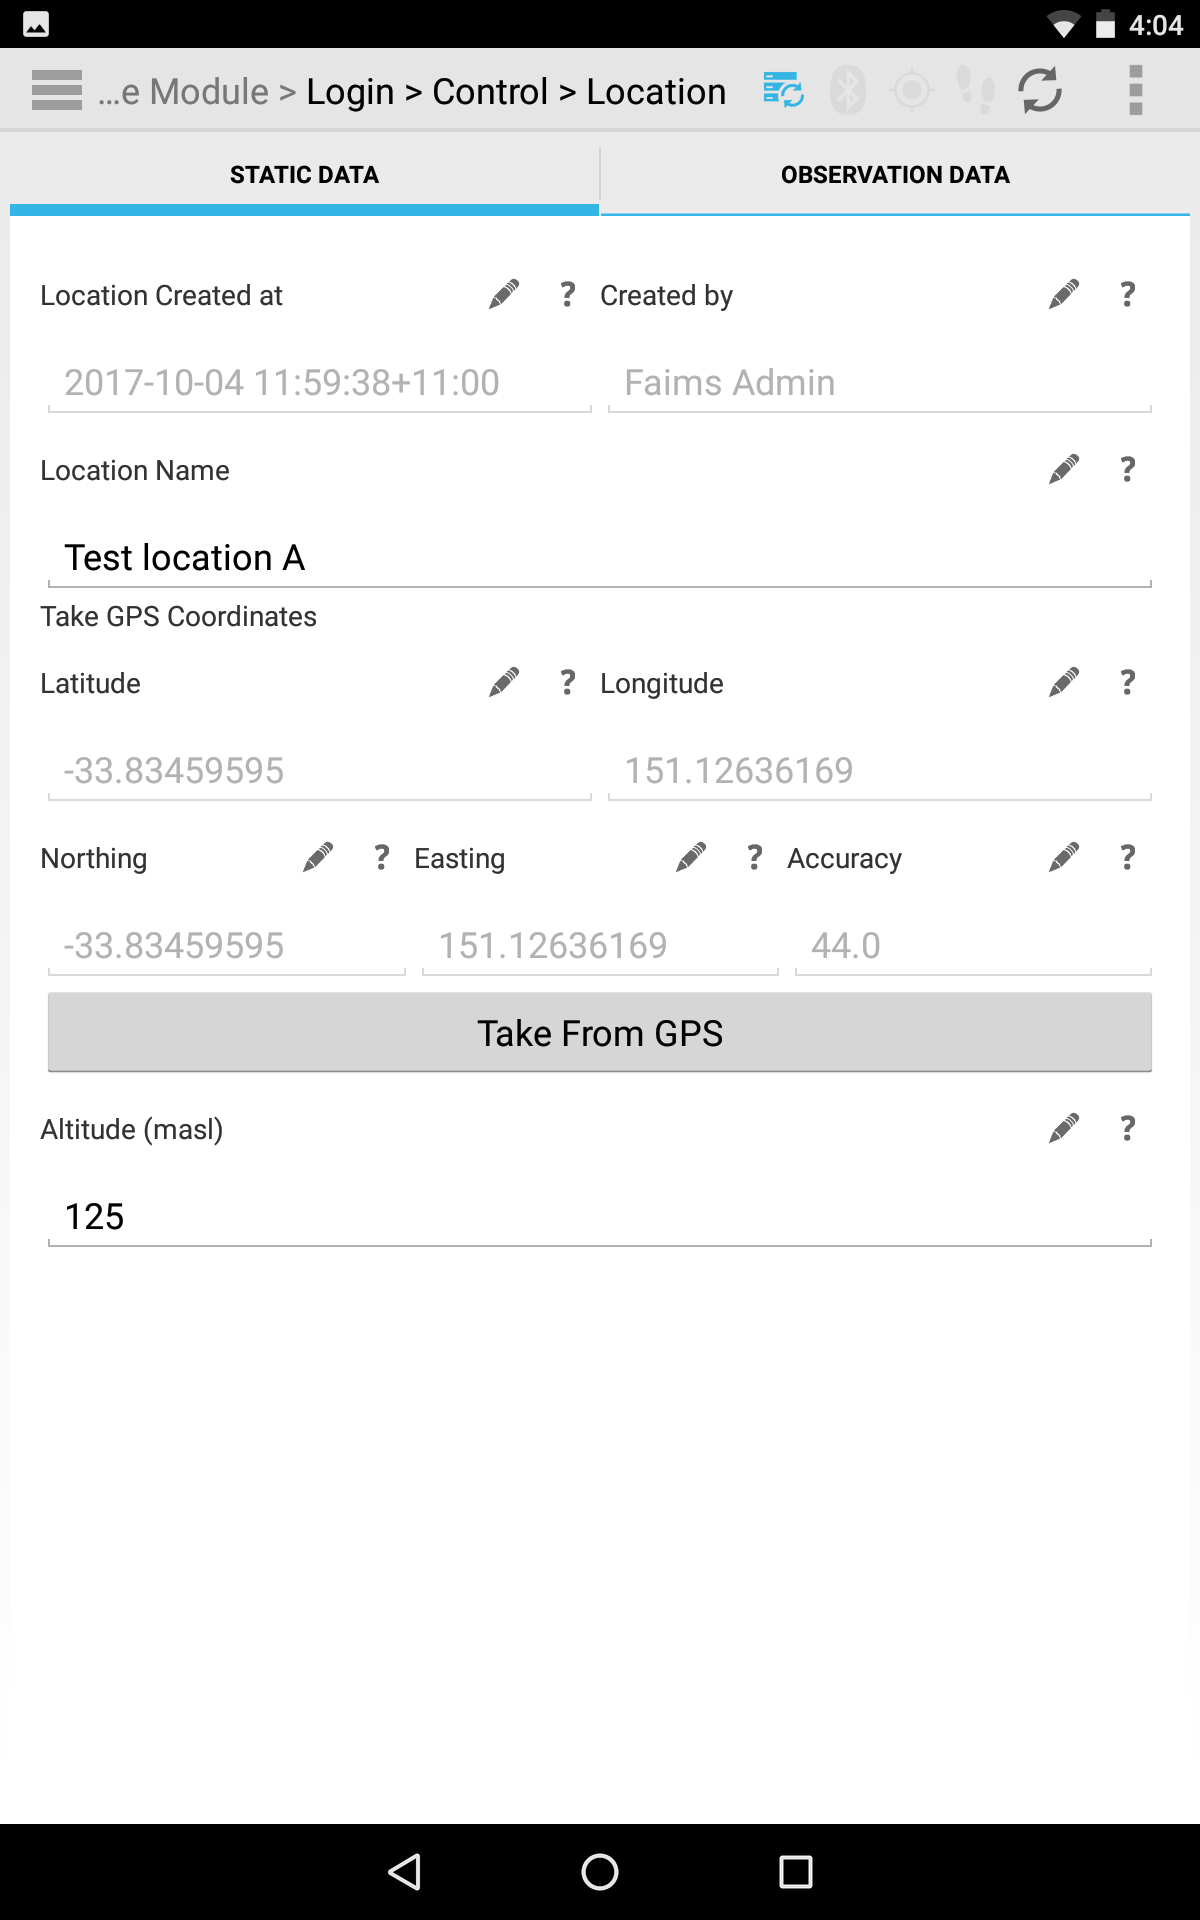 4:04
...e Module > Login > Control > Location
STATIC DATA
OBSERVATION DATA
Location Created at ?
Created by ?
2017-10-04 11:59:38+11:00
Faims Admin
Location Name ?
Test location A
Take GPS Coordinates
Latitude ?
Longitude ?
-33.83459595
151.12636169
Northing ?
Easting ?
Accuracy ?
-33.83459595
151.12636169
44.0
Take From GPS
Altitude (masl) ?
125